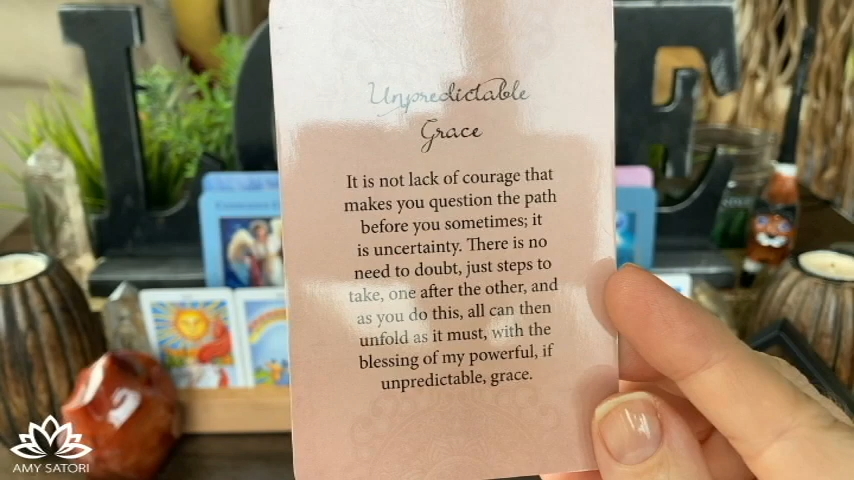 Unpredictable
Grace
It is not lack of courage that
makes you question the path
before you sometimes; it
is uncertainty. There is no
need to doubt, just steps to
take, one after the other, and
as you do this, all can then
unfold as it must, with the
blessing of my powerful, if
unpredictable, grace.
AMY SATORI